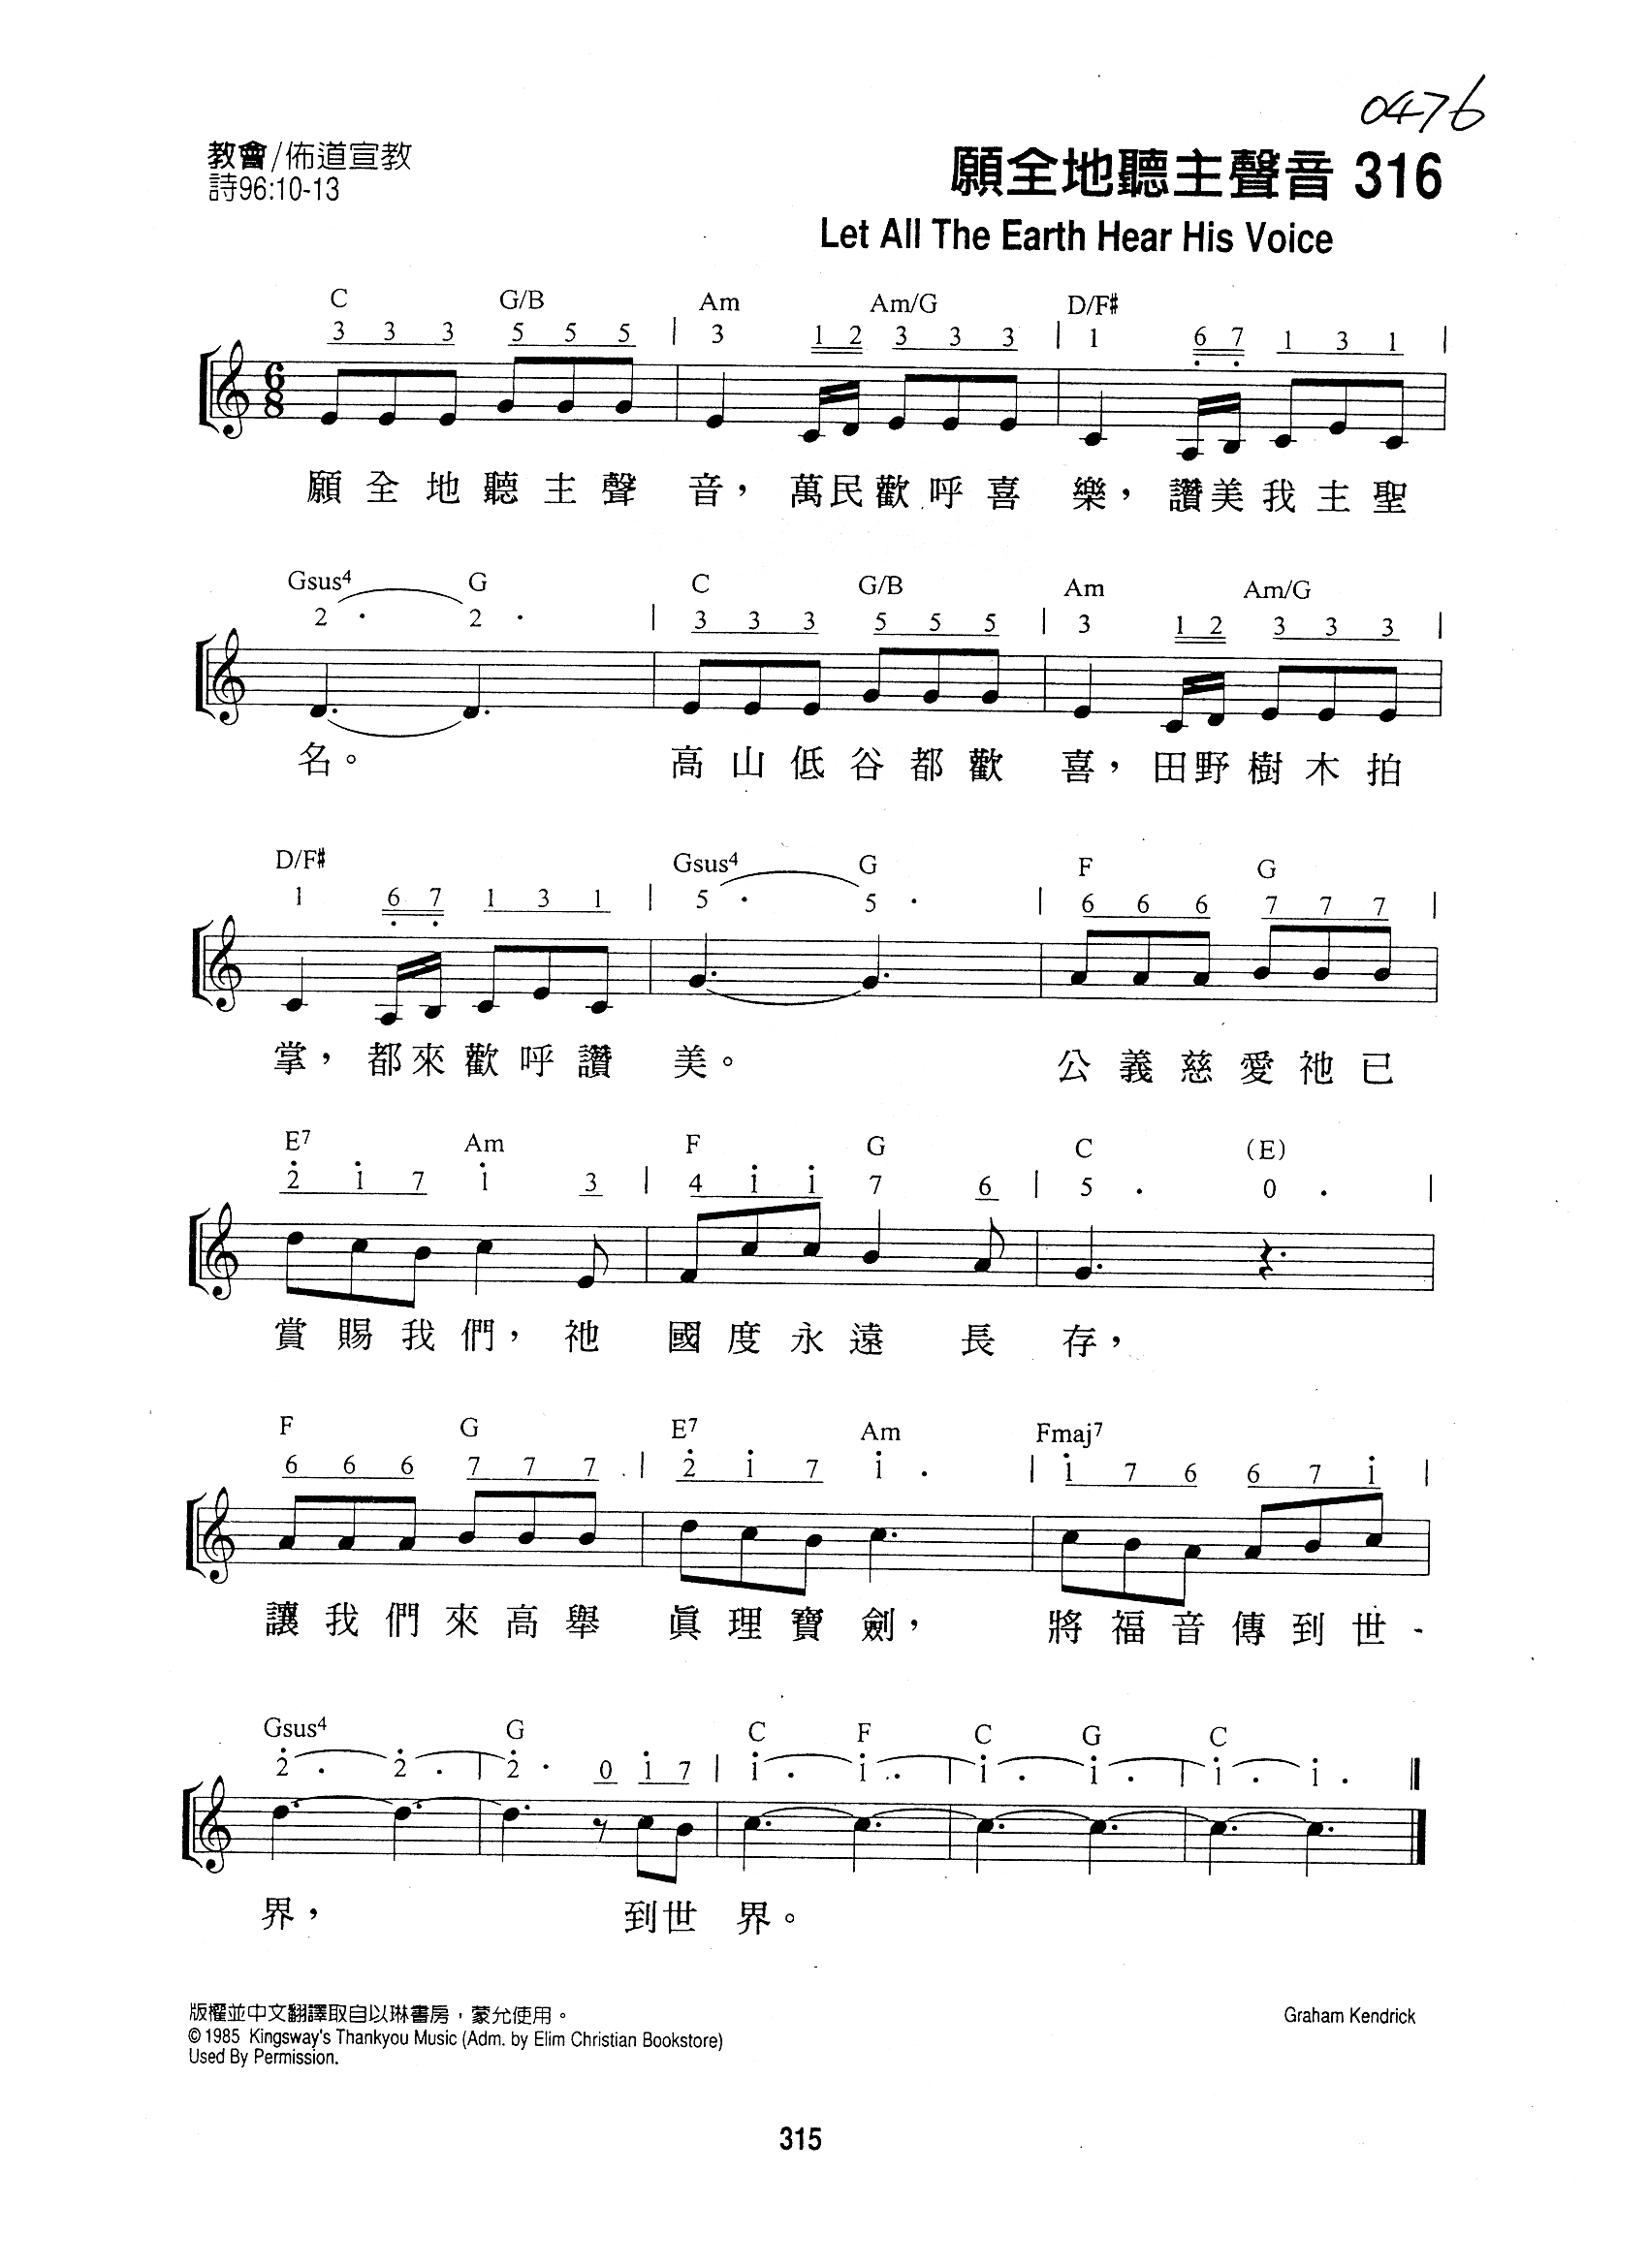 0476
教會/佈道宣教
詩96:10-13
願全地聽主聲音 316
Let All The Earth Hear His Voice
C G/B Am Am/G D/F#
3 3 3 5 5 5 | 3 1 2 3 3 3 | 1 6 7 1 3 1 |
6 8
願全地聽主聲音，萬民歡呼喜樂，讚美我主聖
Gsus4 G C G/B Am Am/G
2 · 2 · | 3 3 3 5 5 5 | 3 1 2 3 3 3 |
名。高山低谷都歡喜，田野樹木拍
D/F# Gsus4 G F G
1 6 7 1 3 1 | 5 · 5 · | 6 6 6 7 7 7 |
掌，都來歡呼讚美。公義慈愛祂已
E7 Am F G C (E)
2 1 7 1 3 | 4 1 1 7 6 | 5 · 0 · |
賞賜我們，祂國度永遠長存，
F G E7 Am Fmaj7
6 6 6 7 7 7 | 2 1 7 1 · | 1 7 6 6 7 1 |
讓我們來高舉眞理寶劍，將福音傳到世-
Gsus4 G C F C G C
2 · 2 · | 2 · 0 1 7 | 1 · 1 · | 1 · 1 · | 1 · 1 · ‖
界，到世界。
版權並中文翻譯取自以琳書房，蒙允使用。
© 1985 Kingsway's Thankyou Music (Adm. by Elim Christian Bookstore)
Used By Permission.
Graham Kendrick
315